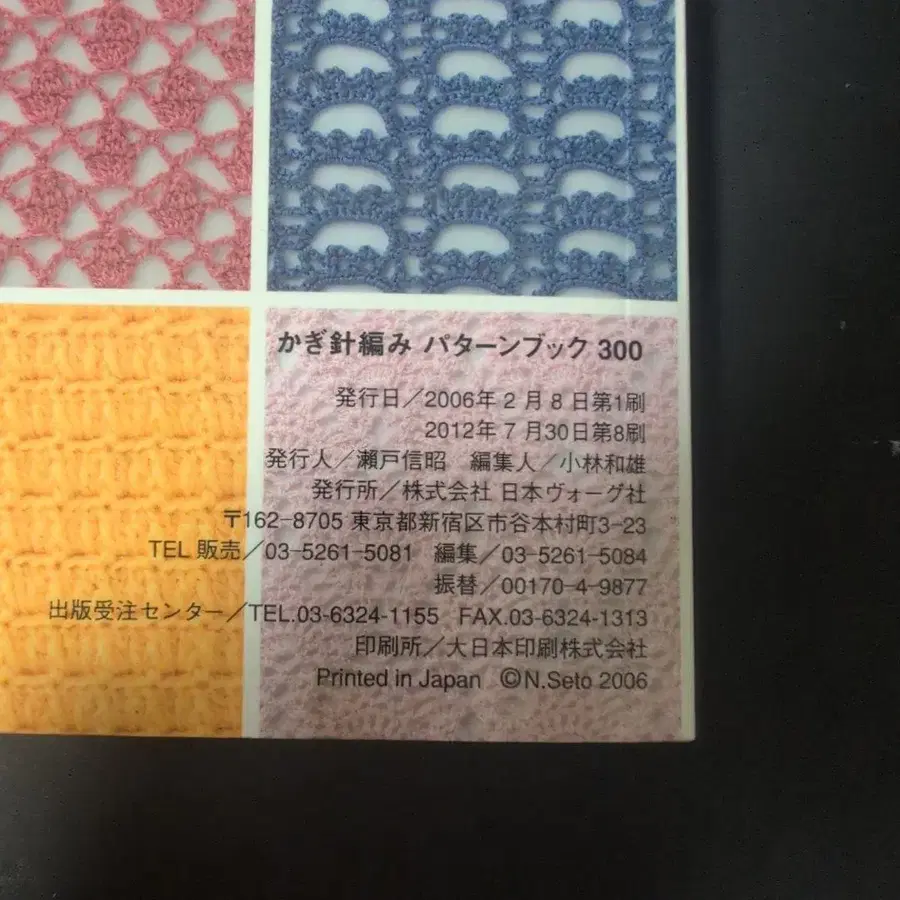 かぎ針編み パターンブック 300
発行日／2006年 2 月 8 日第1刷
2012年 7 月30日第8刷
発行人／瀬戸信昭　編集人／小林和雄
発行所／株式会社 日本ヴォーグ社
〒162-8705 東京都新宿区市谷本村町3-23
TEL 販売／03-5261-5081　編集／03-5261-5084
振替／00170-4-9877
出版受注センター／TEL.03-6324-1155　FAX.03-6324-1313
印刷所／大日本印刷株式会社
Printed in Japan　©N.Seto 2006